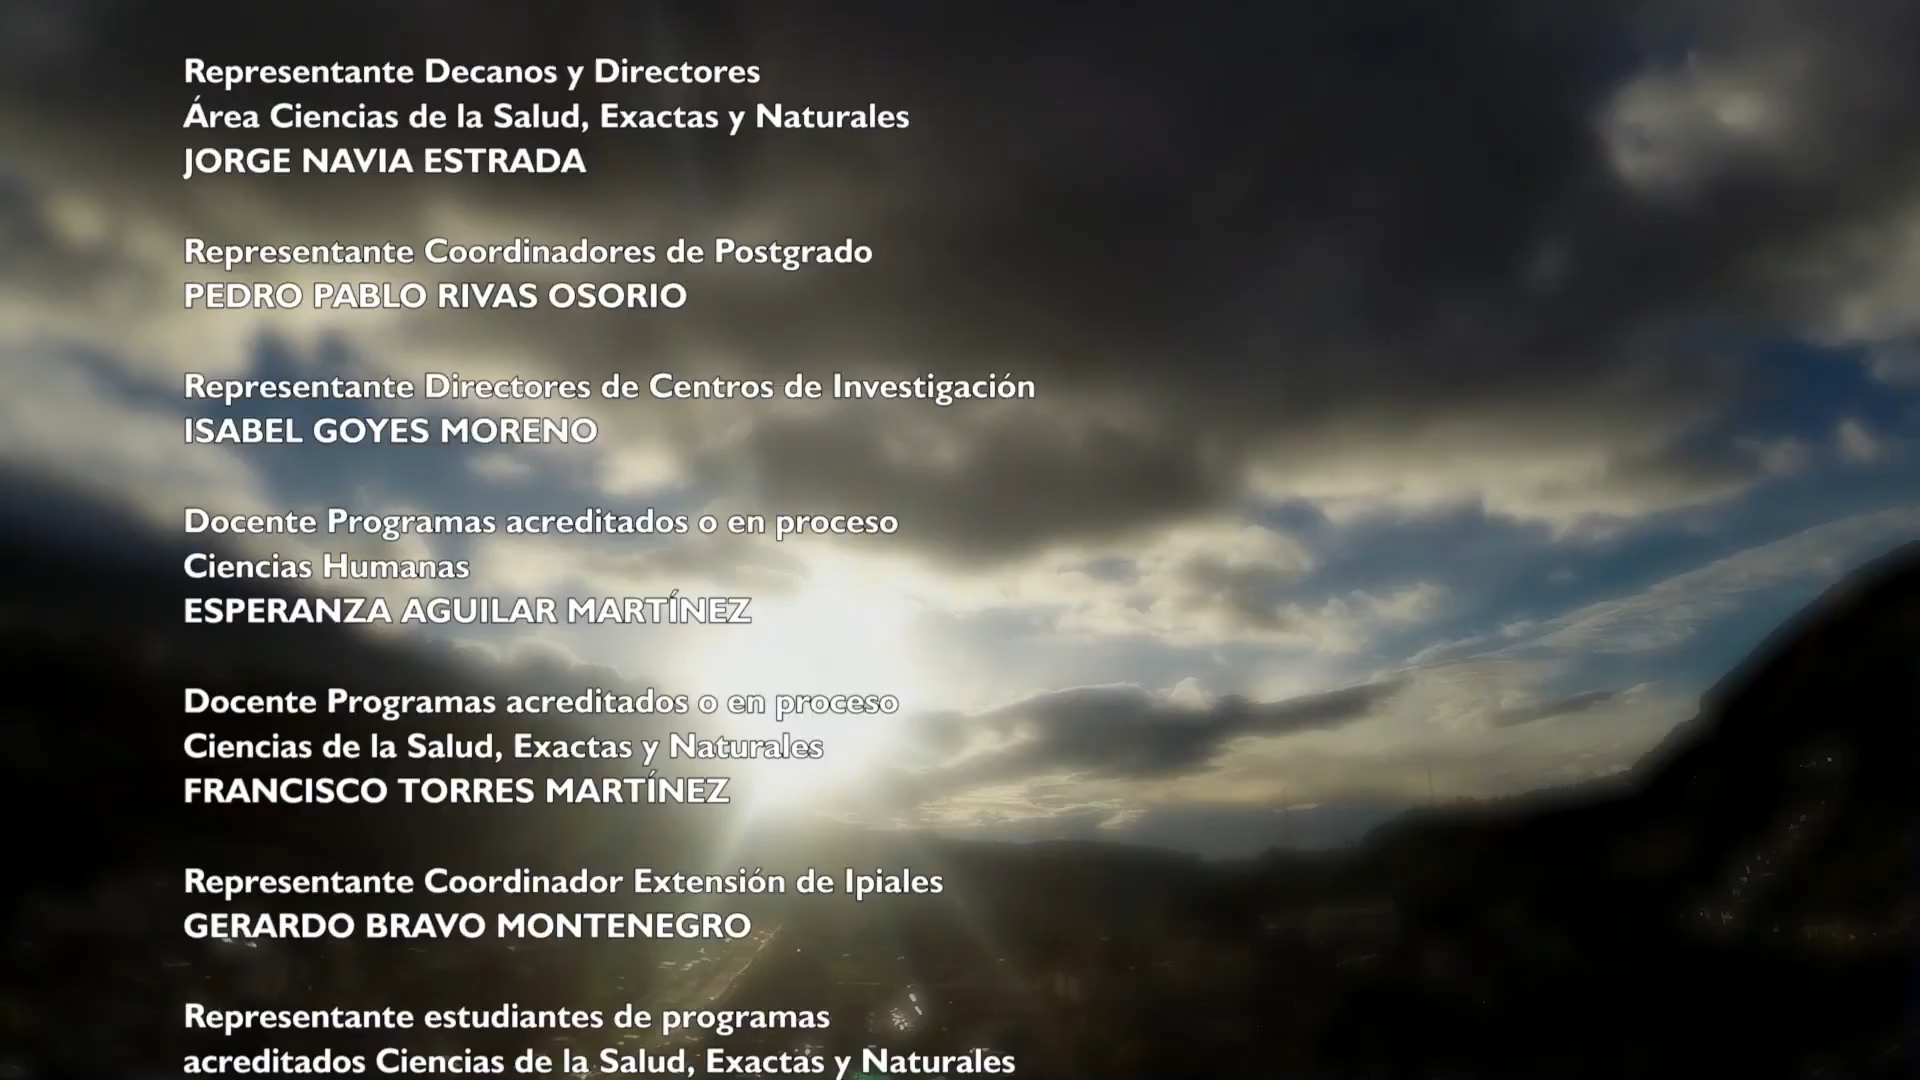 Representante Decanos y Directores
Área Ciencias de la Salud, Exactas y Naturales
JORGE NAVIA ESTRADA
Representante Coordinadores de Postgrado
PEDRO PABLO RIVAS OSORIO
Representante Directores de Centros de Investigación
ISABEL GOYES MORENO
Docente Programas acreditados o en proceso
Ciencias Humanas
ESPERANZA AGUILAR MARTÍNEZ
Docente Programas acreditados o en proceso
Ciencias de la Salud, Exactas y Naturales
FRANCISCO TORRES MARTÍNEZ
Representante Coordinador Extensión de Ipiales
GERARDO BRAVO MONTENEGRO
Representante estudiantes de programas
acreditados Ciencias de la Salud, Exactas y Naturales